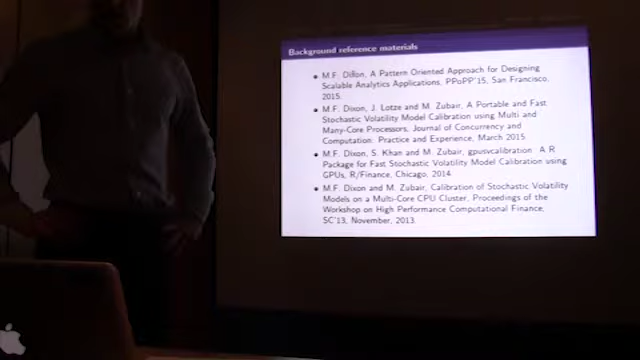 Background reference materials
M.F. Dixon, A Pattern Oriented Approach for Designing
Scalable Analytics Applications, PPoPP'15, San Francisco,
2015.
M.F. Dixon, J. Lotze and M. Zubair, A Portable and Fast
Stochastic Volatility Model Calibration using Multi and
Many-Core Processors, Journal of Concurrency and
Computation: Practice and Experience, March 2015.
M.F. Dixon, S. Khan and M. Zubair, gpusvcalibration: A R
Package for Fast Stochastic Volatility Model Calibration using
GPUs, R/Finance, Chicago, 2014.
M.F. Dixon and M. Zubair, Calibration of Stochastic Volatility
Models on a Multi-Core CPU Cluster, Proceedings of the
Workshop on High Performance Computational Finance,
SC'13, November, 2013.